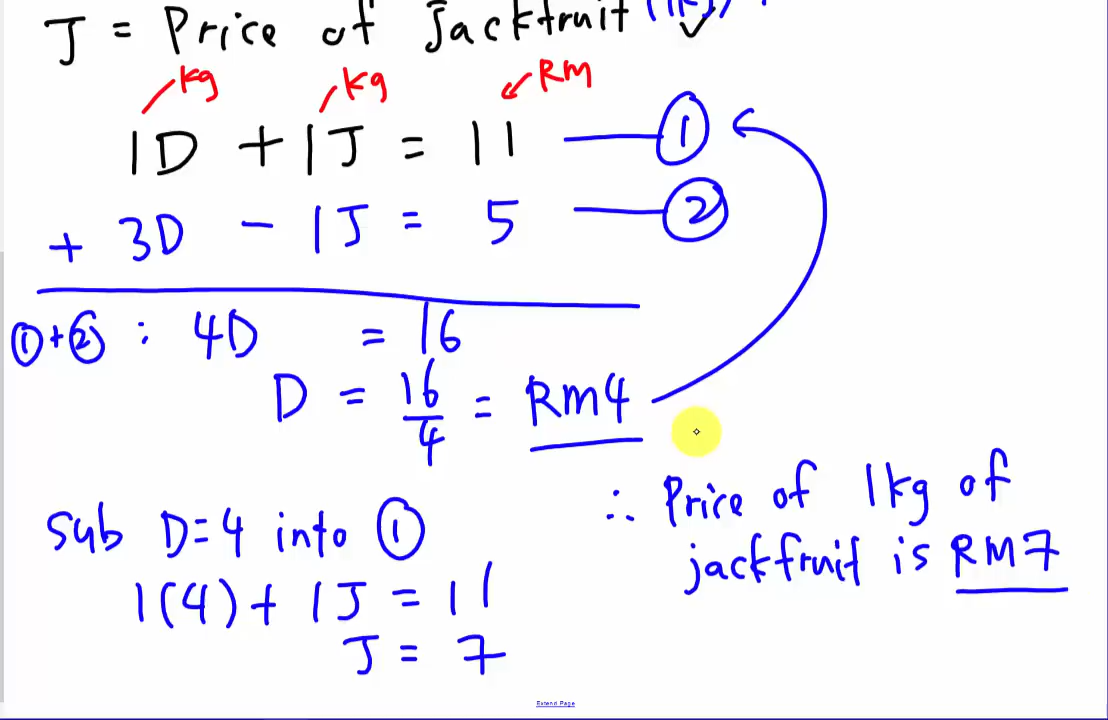 J = Price of Jackfruit (1kg)
kg kg RM
1D + 1J = 11 — ①
+ 3D - 1J = 5 — ②
①+② : 4D = 16
D = 16/4 = RM4
Sub D=4 into ①
1(4) + 1J = 11
J = 7
∴ Price of 1kg of
jackfruit is RM7
Extend Page